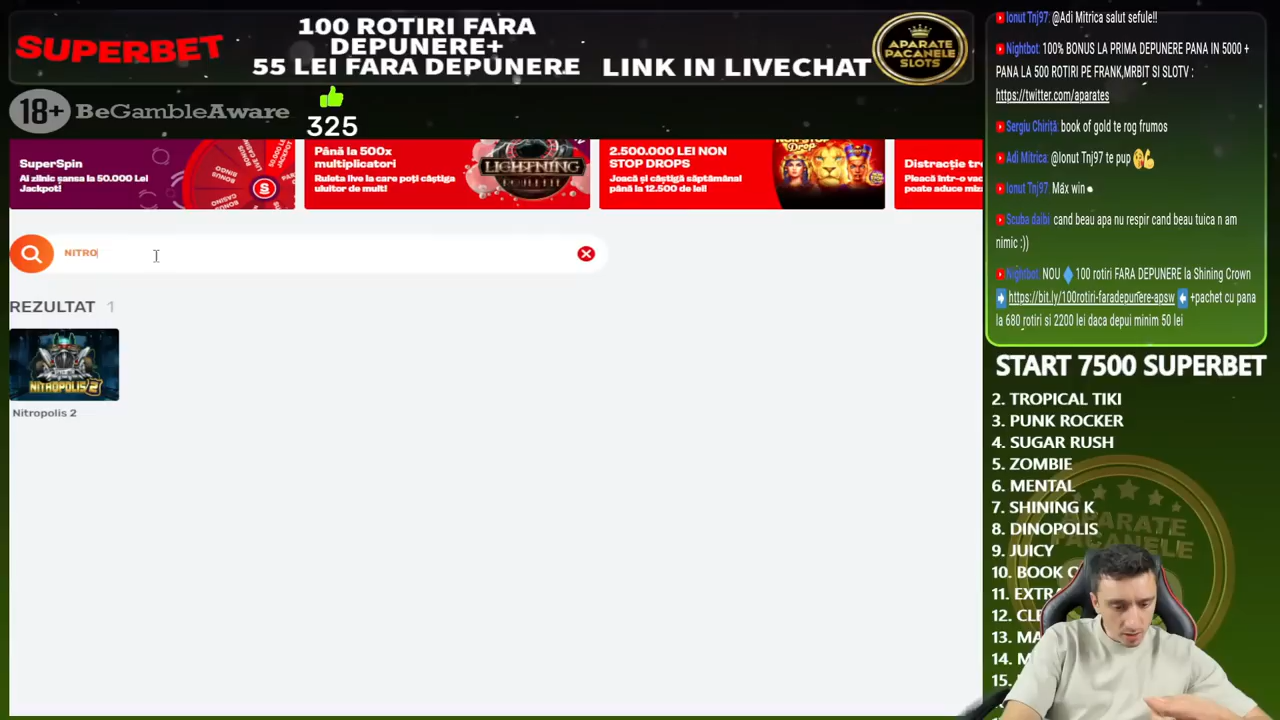 SUPERBET
100 ROTIRI FARA
DEPUNERE+
55 LEI FARA DEPUNERE
LINK IN LIVECHAT
APARATE
PACANELE
SLOTS
18+ BeGambleAware
325
SuperSpin
Ai zilnic șansa la 50.000 Lei
Jackpot!
Până la 500x
multiplicatori
Ruleta live la care poți câștiga
uluitor de mult!
LIGHTNING
2.500.000 LEI NON
STOP DROPS
Joacă și câștigă săptămânal
până la 12.500 de lei!
Distracție
Pleacă într-o
poate aduce
NITRO
REZULTAT 1
NITROPOLIS 2
Nitropolis 2
Ionut Tnj97: @Adi Mitrica salut sefule!!
Nightbot: 100% BONUS LA PRIMA DEPUNERE PANA IN 5000 +
PANA LA 500 ROTIRI PE FRANK,MRBIT SI SLOTV :
https://twitter.com/aparates
Sergiu Chiriță: book of gold te rog frumos
Adi Mitrica: @Ionut Tnj97 te pup
Ionut Tnj97: Máx win
Scuba daibi: cand beau apa nu respir cand beau tuica n am
nimic :))
Nightbot: NOU 100 rotiri FARA DEPUNERE la Shining Crown
https://bit.ly/100rotiri-faradepunere-apsw +pachet cu pana
la 680 rotiri si 2200 lei daca depui minim 50 lei
START 7500 SUPERBET
2. TROPICAL TIKI
3. PUNK ROCKER
4. SUGAR RUSH
5. ZOMBIE
6. MENTAL
7. SHINING K
8. DINOPOLIS
9. JUICY
10. BOOK
11. EXTRA
12.
13.
14.
15.
APARATE
PACANELE